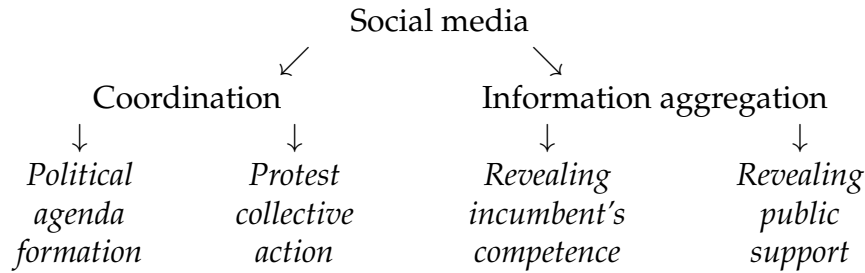 Social media
Coordination
Information aggregation
Political
agenda
formation
Protest
collective
action
Revealing
incumbent's
competence
Revealing
public
support